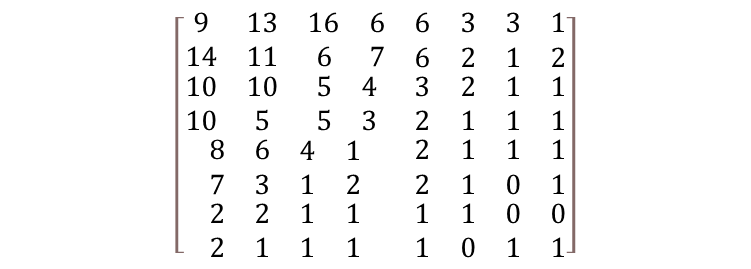 9 13 16 6 6 3 3 1
14 11 6 7 6 2 1 2
10 10 5 4 3 2 1 1
10 5 5 3 2 1 1 1
8 6 4 1 2 1 1 1
7 3 1 2 2 1 0 1
2 2 1 1 1 1 0 0
2 1 1 1 1 0 1 1